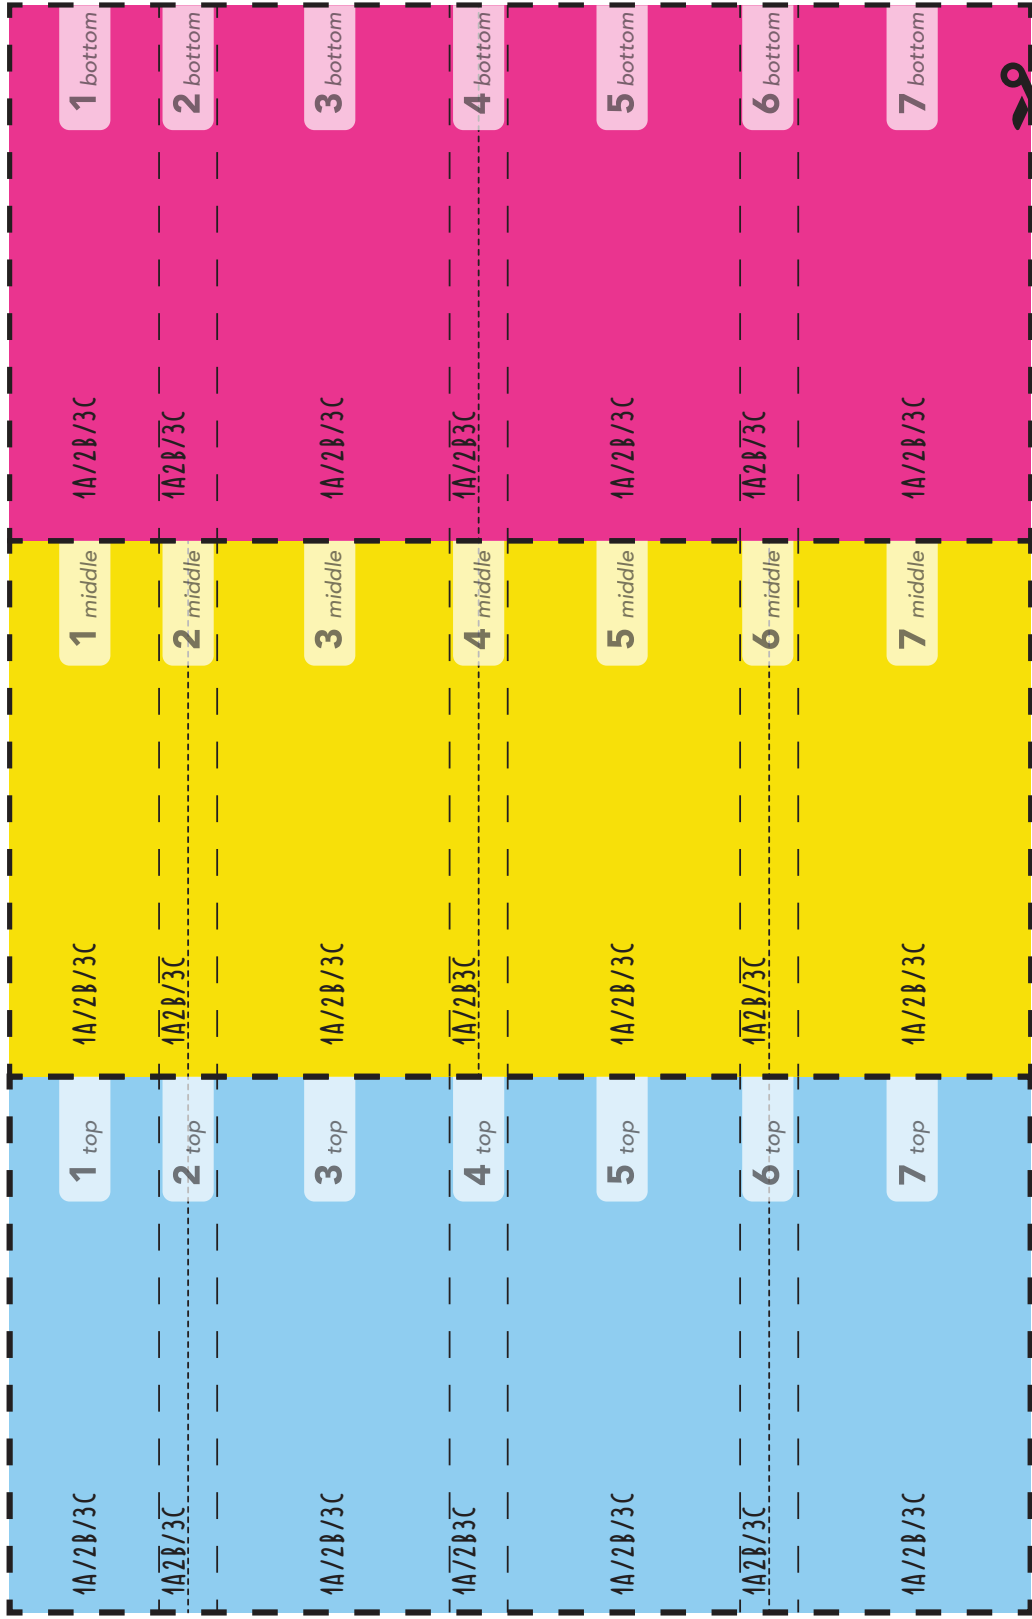 1 bottom
2 bottom
3 bottom
4 bottom
5 bottom
6 bottom
7 bottom
1A/2B/3C
1A2B/3C
1A/2B/3C
1A/2B3C
1A/2B/3C
1A2B/3C
1A/2B/3C
1 middle
2 middle
3 middle
4 middle
5 middle
6 middle
7 middle
1A/2B/3C
1A2B/3C
1A/2B/3C
1A/2B3C
1A/2B/3C
1A2B/3C
1A/2B/3C
1 top
2 top
3 top
4 top
5 top
6 top
7 top
1A/2B/3C
1A2B/3C
1A/2B/3C
1A/2B3C
1A/2B/3C
1A2B/3C
1A/2B/3C